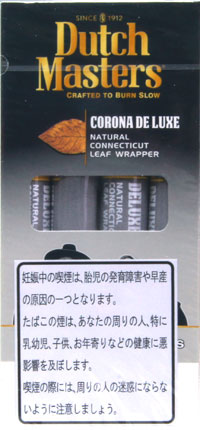 SINCE 1912
Dutch
Masters
CRAFTED TO BURN SLOW
CORONA DE LUXE
NATURAL
CONNECTICUT
LEAF WRAPPER
DELUXE
DELUXE
妊娠中の喫煙は、胎児の発育障害や早産
の原因の一つとなります。
たばこの煙は、あなたの周りの人、特に
乳幼児、子供、お年寄りなどの健康に悪
影響を及ぼします。
喫煙の際には、周りの人の迷惑にならな
いように注意しましょう。